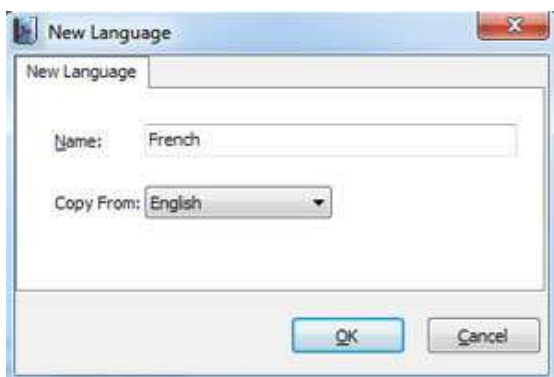 New Language
New Language
Name: French
Copy From: English
OK Cancel